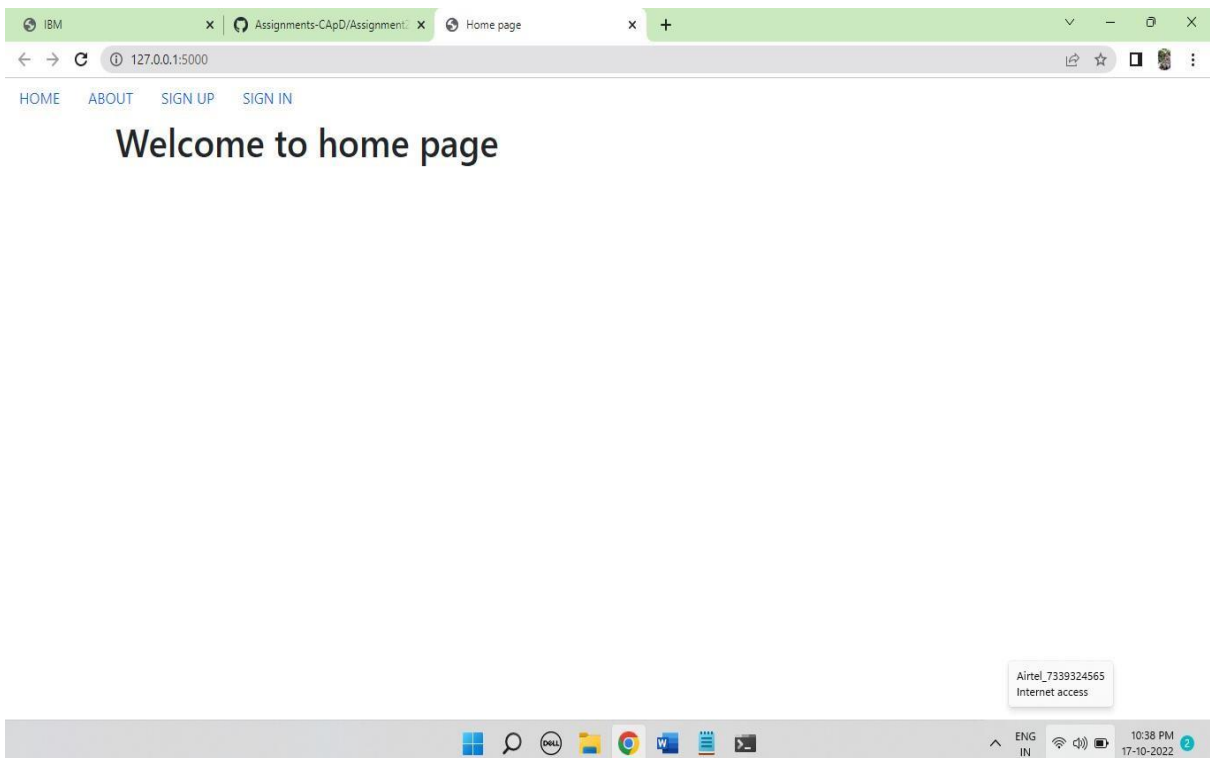 IBM
Assignments-CApD/Assignment2
Home page
127.0.0.1:5000
HOME ABOUT SIGN UP SIGN IN
Welcome to home page
Airtel_7339324565
Internet access
DELL
W
ENG
IN
10:38 PM
17-10-2022
2